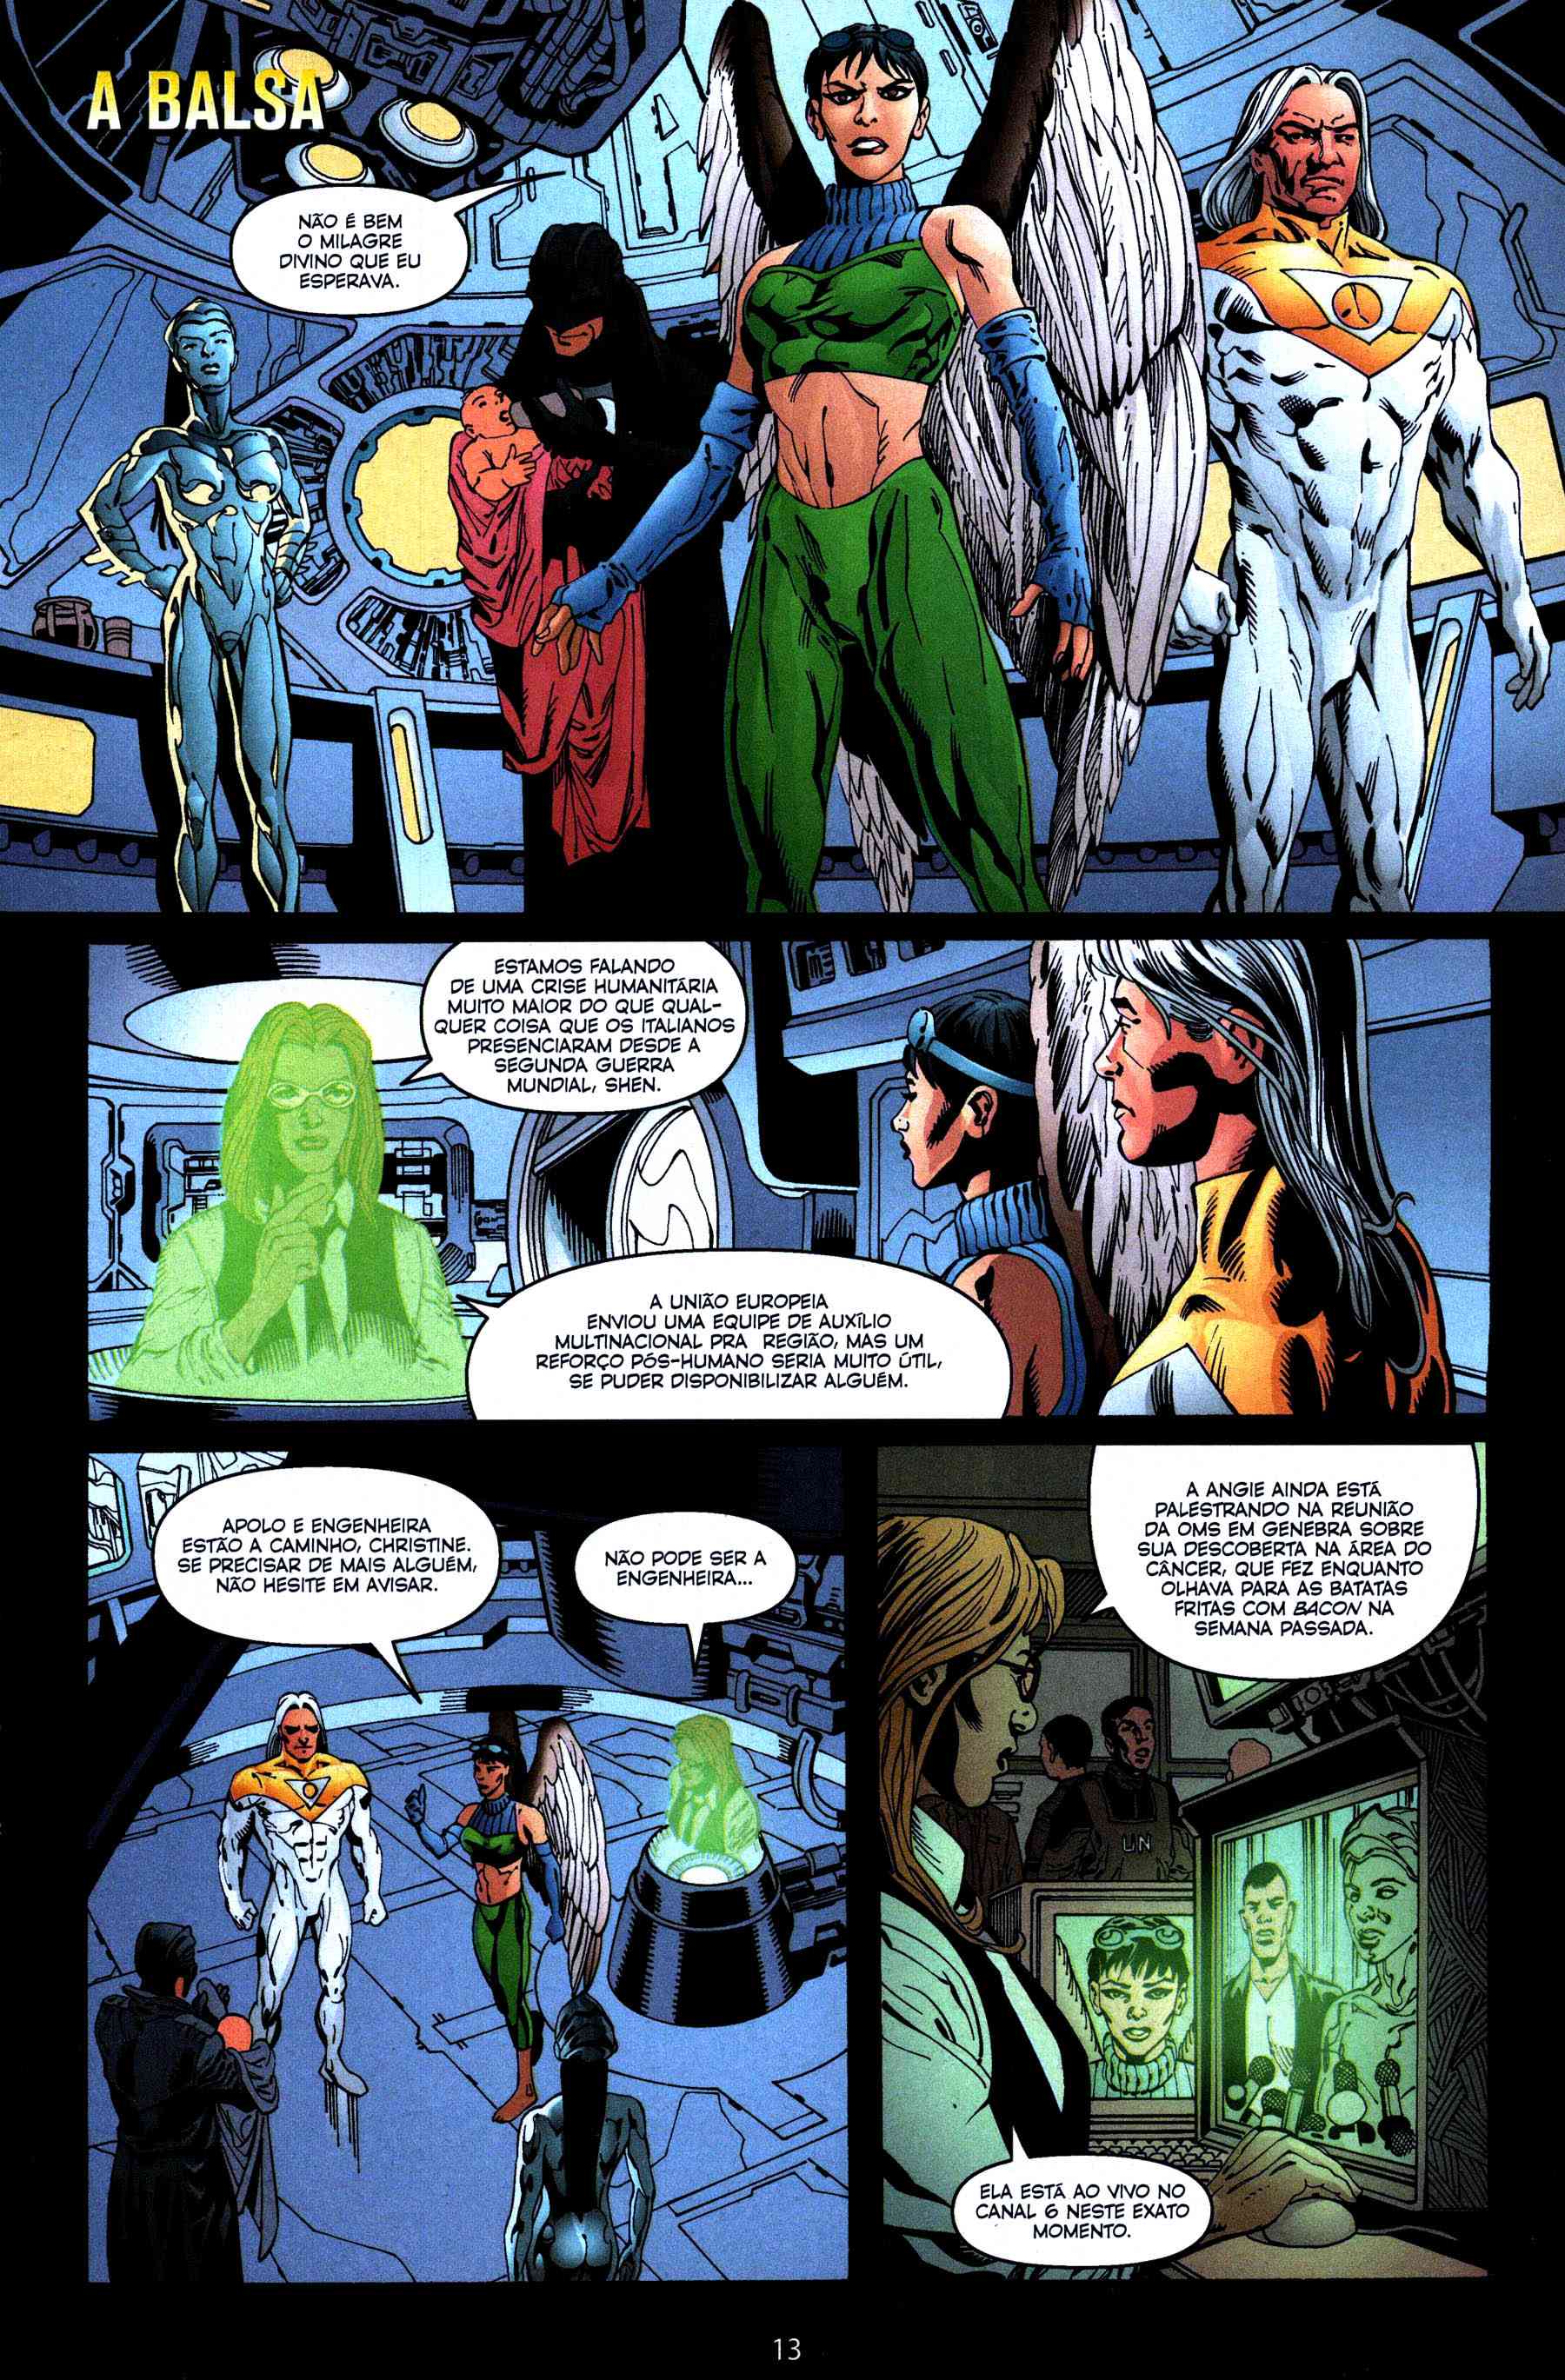 A BALSA
NÃO É BEM
O MILAGRE
DIVINO QUE EU
ESPERAVA.
ESTAMOS FALANDO
DE UMA CRISE HUMANITÁRIA
MUITO MAIOR DO QUE QUAL-
QUER COISA QUE OS ITALIANOS
PRESENCIARAM DESDE A
SEGUNDA GUERRA
MUNDIAL, SHEN.
A UNIÃO EUROPEIA
ENVIOU UMA EQUIPE DE AUXÍLIO
MULTINACIONAL PRA REGIÃO, MAS UM
REFORÇO PÓS-HUMANO SERIA MUITO ÚTIL,
SE PUDER DISPONIBILIZAR ALGUÉM.
APOLO E ENGENHEIRA
ESTÃO A CAMINHO, CHRISTINE.
SE PRECISAR DE MAIS ALGUÉM,
NÃO HESITE EM AVISAR.
NÃO PODE SER A
ENGENHEIRA...
A ANGIE AINDA ESTÁ
PALESTRANDO NA REUNIÃO
DA OMS EM GENEBRA SOBRE
SUA DESCOBERTA NA ÁREA DO
CÂNCER, QUE FEZ ENQUANTO
OLHAVA PARA AS BATATAS
FRITAS COM BACON NA
SEMANA PASSADA.
UN
ELA ESTÁ AO VIVO NO
CANAL 6 NESTE EXATO
MOMENTO.
13